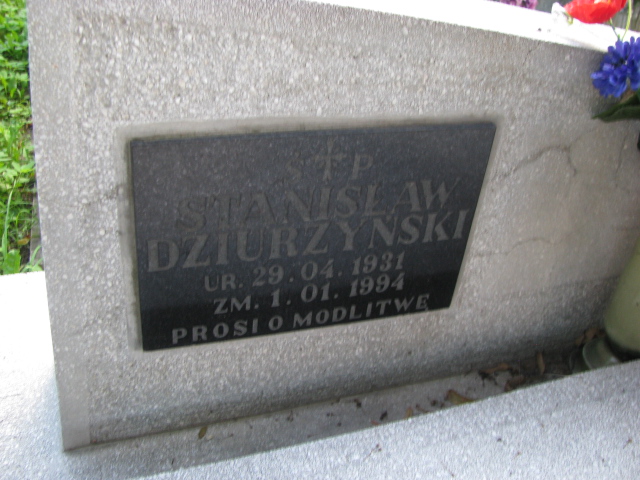 S † P
STANISŁAW
DZIURZYŃSKI
UR. 29.04.1931
ZM. 1.01.1994
PROSI O MODLITWĘ